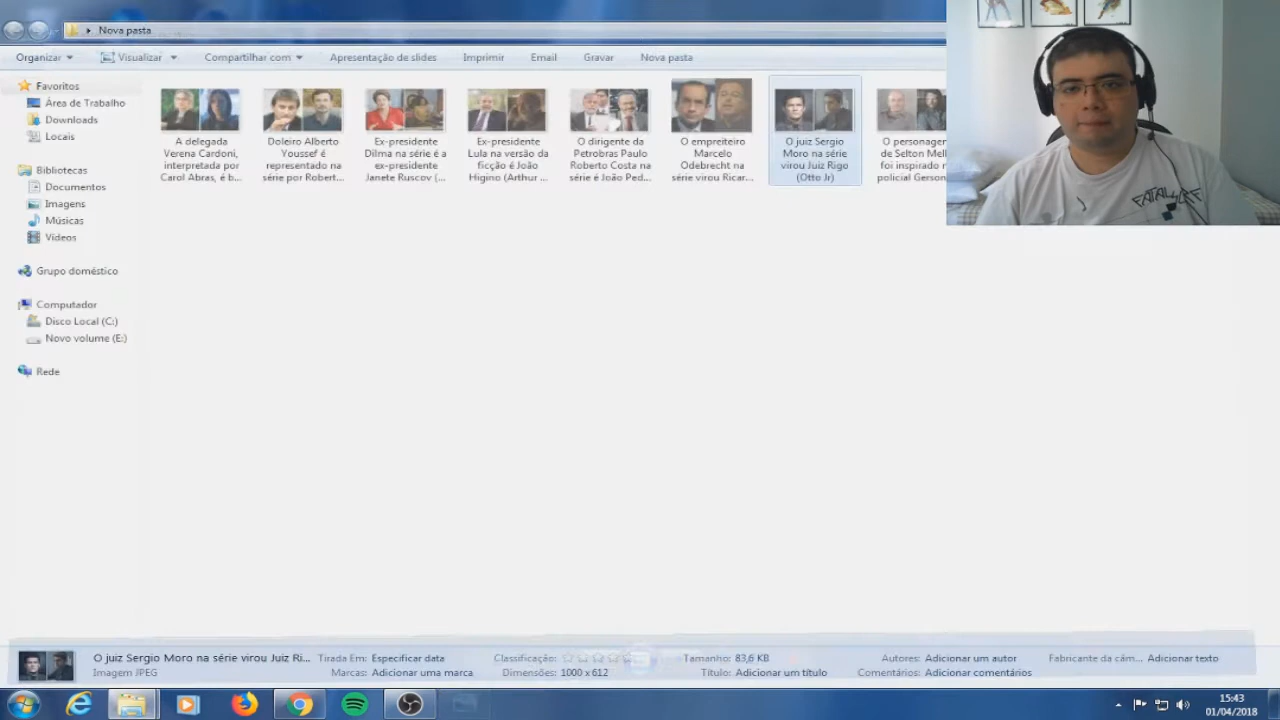 Nova pasta
Organizar
Visualizar
Compartilhar com
Apresentação de slides
Imprimir
Email
Gravar
Nova pasta
Favoritos
Área de Trabalho
Downloads
Locais
Bibliotecas
Documentos
Imagens
Músicas
Vídeos
Grupo doméstico
Computador
Disco Local (C:)
Novo volume (E:)
Rede
A delegada
Verena Cardoni,
interpretada por
Carol Abras, é b...
Doleiro Alberto
Youssef é
representado na
série por Robert...
Ex-presidente
Dilma na série é a
ex-presidente
Janete Ruscov (...
Ex-presidente
Lula na versão da
ficção é João
Higino (Arthur ...
O dirigente da
Petrobras Paulo
Roberto Costa na
série é João Ped...
O empreiteiro
Marcelo
Odebrecht na
série virou Ricar...
O juiz Sergio
Moro na série
virou Juiz Rigo
(Otto Jr)
O personagem
de Selton Mell
foi inspirado n
policial Gerson
O juiz Sergio Moro na série virou Juiz Ri...
Imagem JPEG
Tirada Em: Especificar data
Marcas: Adicionar uma marca
Classificação:
Dimensões: 1000 x 612
Tamanho: 83,6 KB
Título: Adicionar um título
Autores: Adicionar um autor
Comentários: Adicionar comentários
Fabricante da câm... Adicionar texto
15:43
01/04/2018